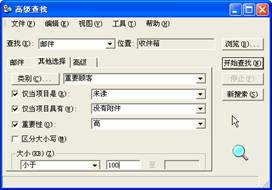 高级查找
文件(F) 编辑(E) 视图(V) 工具(T) 帮助(H)
查找(K): 邮件 位置: 收件箱 浏览(B)...
邮件 其他选择 高级 开始查找(N)
类别(C)... 重要顾客 停止(P)
仅当项目是(E): 未读 新搜索(S)
仅当项目具有(Y): 没有附件
重要性(O): 高
区分大小写(M)
大小(KB)(Z)
小于 100 至